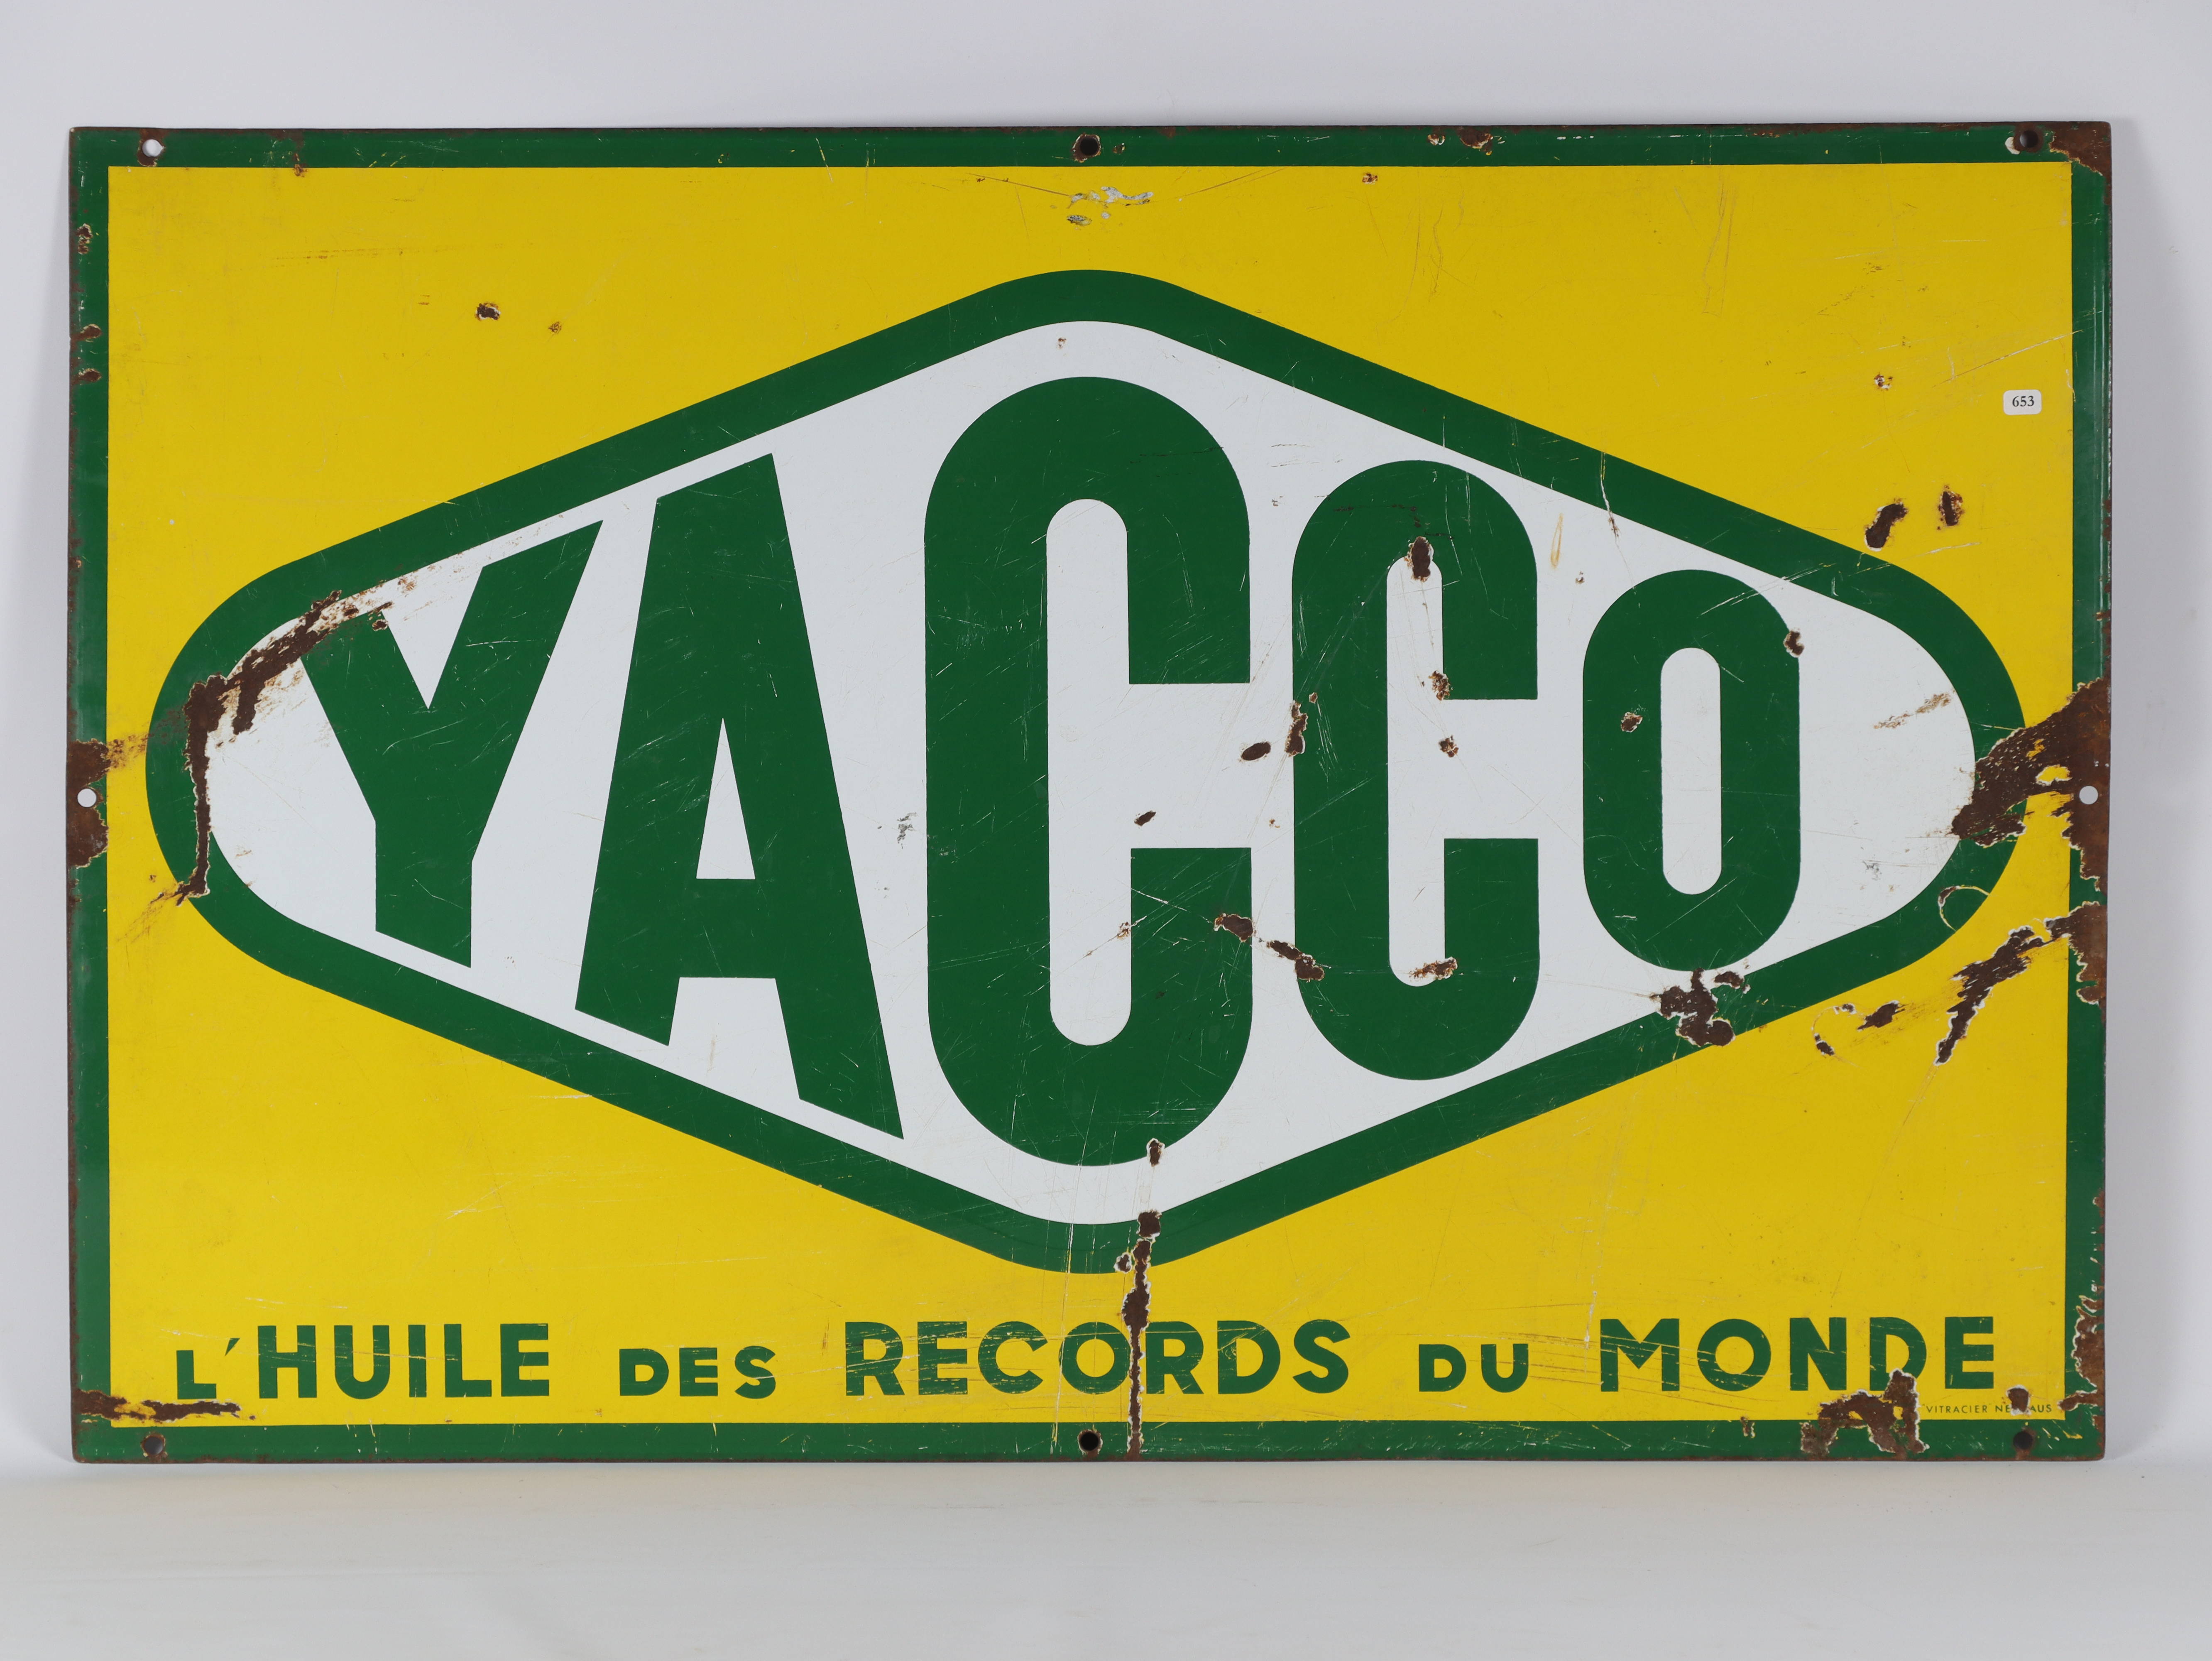 653
YACCO
L'HUILE DES RECORDS DU MONDE
VITRACIER